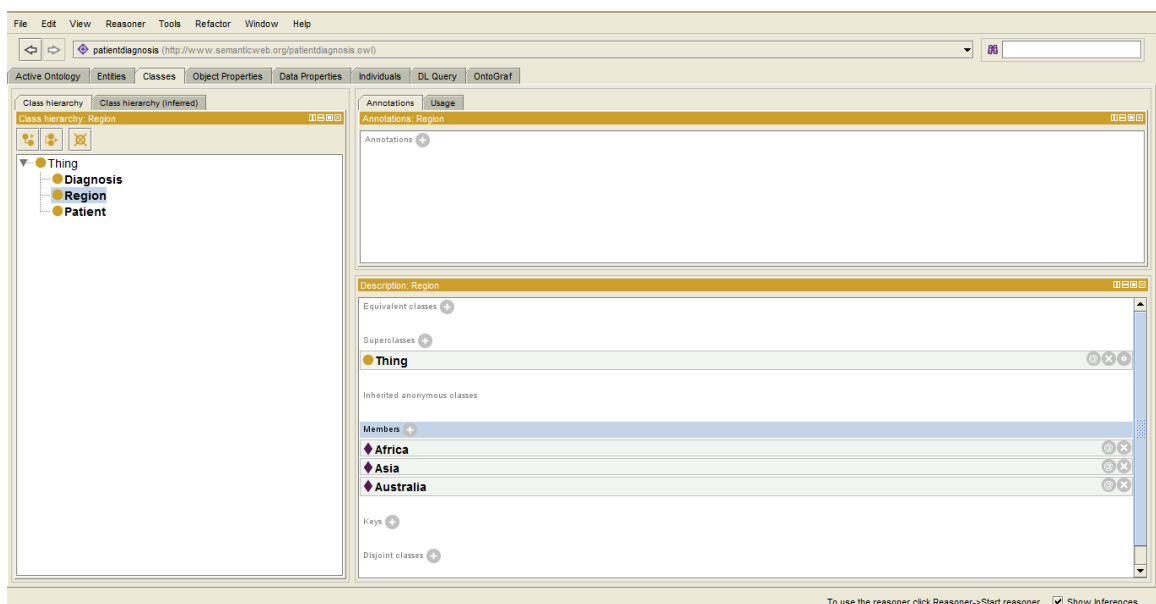 File Edit View Reasoner Tools Refactor Window Help
patientdiagnosis (http://www.semanticweb.org/patientdiagnosis.owl)
Active Ontology Entities Classes Object Properties Data Properties Individuals DL Query OntoGraf
Class hierarchy Class hierarchy (inferred)
Class hierarchy: Region
Thing
Diagnosis
Region
Patient
Annotations Usage
Annotations: Region
Annotations
Description: Region
Equivalent classes
Superclasses
Thing
Inherited anonymous classes
Members
Africa
Asia
Australia
Keys
Disjoint classes
To use the reasoner click Reasoner->Start reasoner Show Inferences